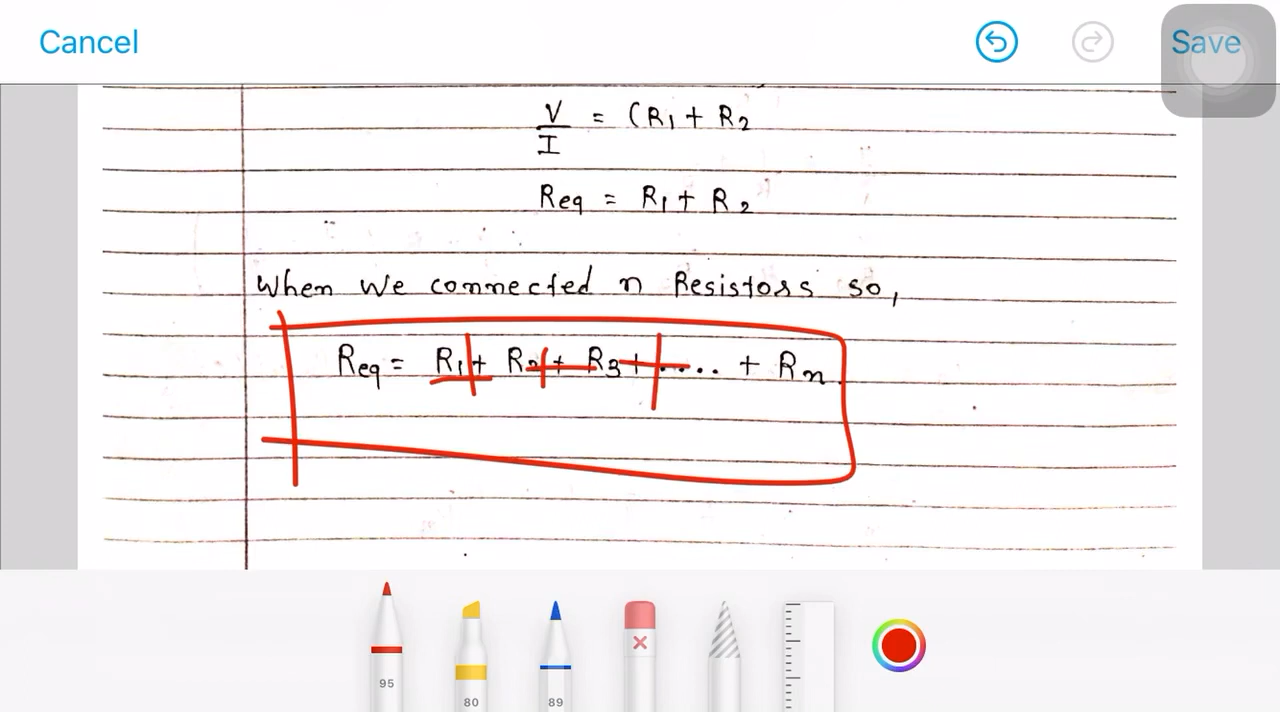 Cancel Save
V/I = (R1 + R2
Req = R1 + R2
When We connected n Resistors so,
Req = R1 + R2 + R3 + .... + Rn
95 80 89